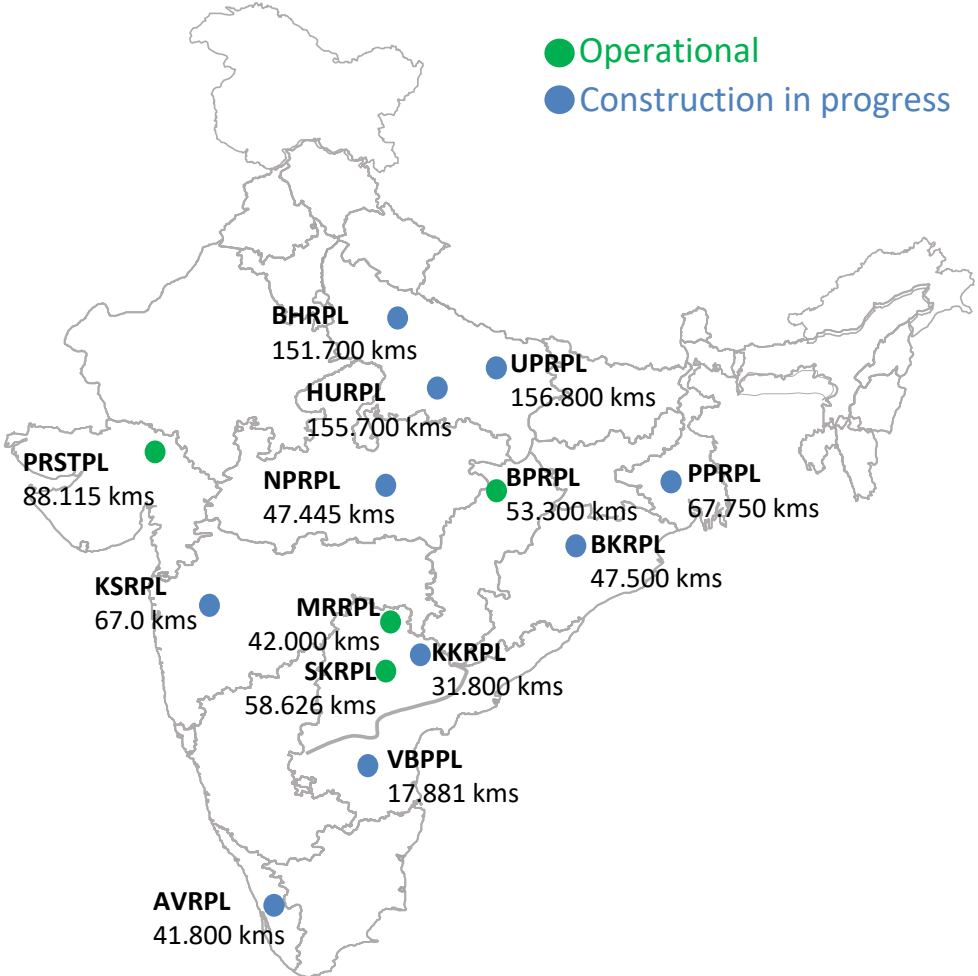 Operational
Construction in progress
BHRPL
151.700 kms
UPRPL
156.800 kms
HURPL
155.700 kms
PRSTPL
88.115 kms
NPRPL
47.445 kms
BPRPL
53.300 kms
PPRPL
67.750 kms
BKRPL
47.500 kms
KSRPL
67.0 kms
MRRPL
42.000 kms
KKRPL
31.800 kms
SKRPL
58.626 kms
VBPPL
17.881 kms
AVRPL
41.800 kms